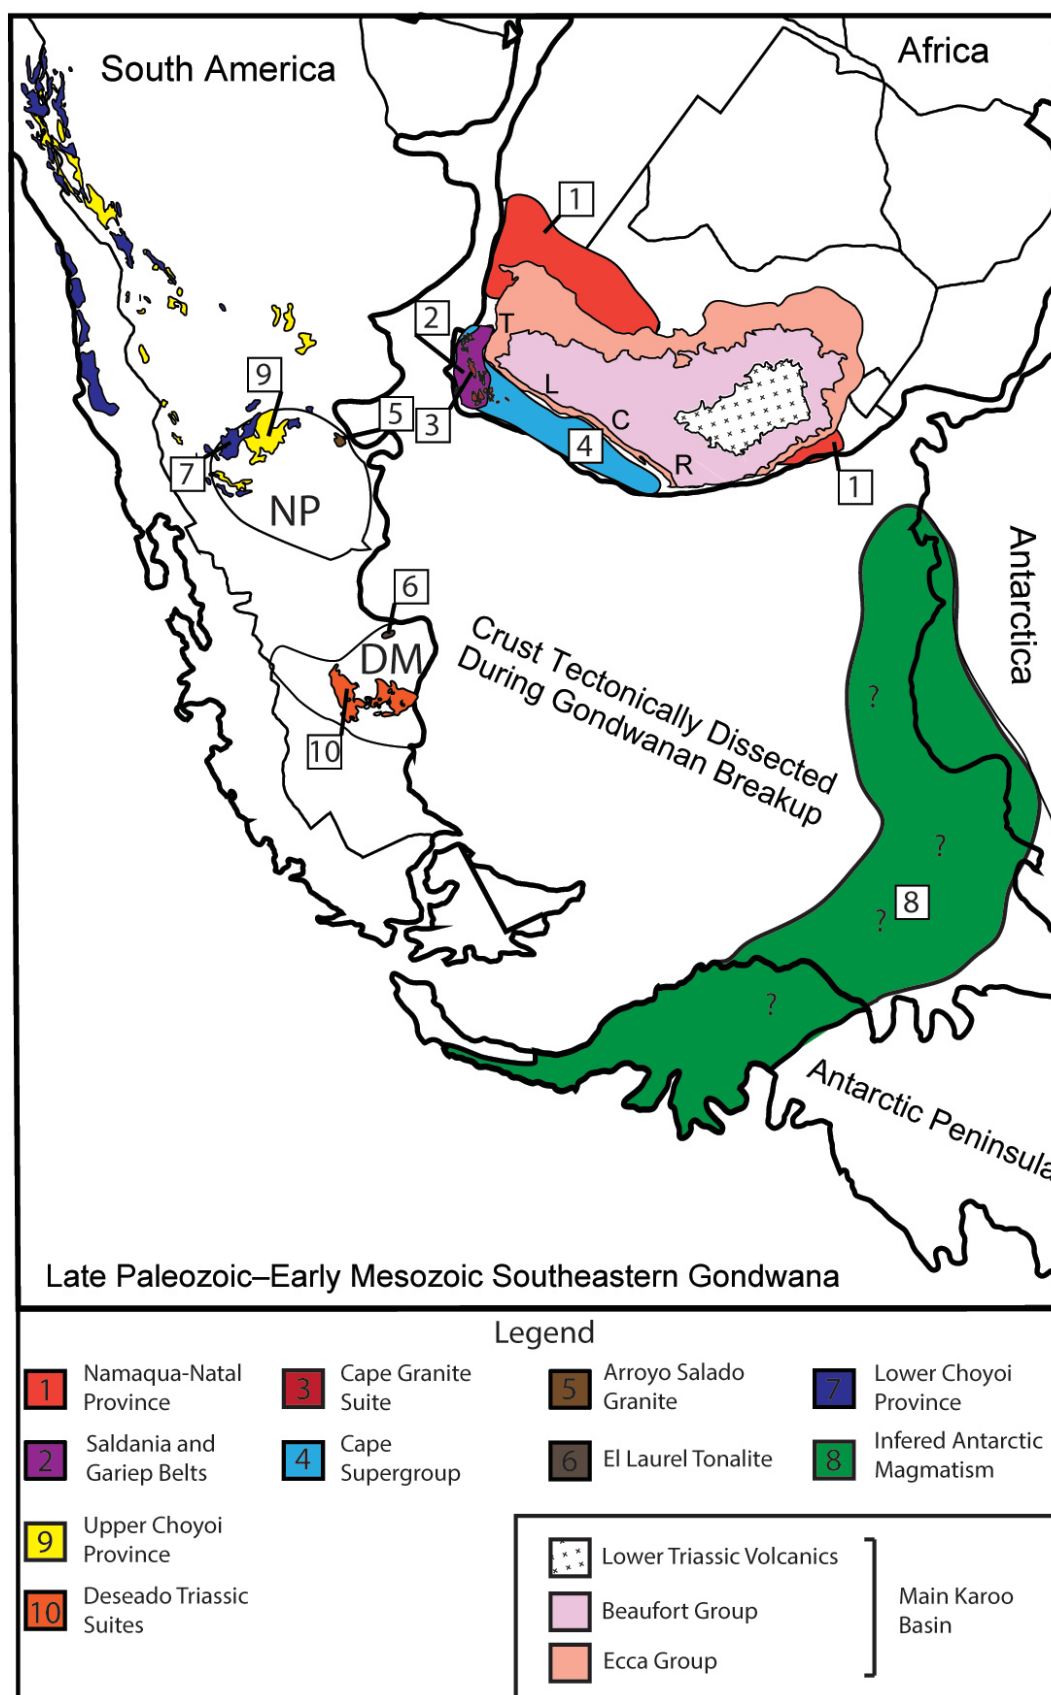 South America
Africa
1
2
T
9
L
5
3
C
4
7
R
1
NP
6
Antarctica
DM
Crust Tectonically Dissected
During Gondwanan Breakup
?
10
?
8
?
?
Antarctic Peninsula
Late Paleozoic–Early Mesozoic Southeastern Gondwana
Legend
1 Namaqua-Natal
Province
3 Cape Granite
Suite
5 Arroyo Salado
Granite
7 Lower Choyoi
Province
2 Saldania and
Gariep Belts
4 Cape
Supergroup
6 El Laurel Tonalite
8 Infered Antarctic
Magmatism
9 Upper Choyoi
Province
10 Deseado Triassic
Suites
Lower Triassic Volcanics
Beaufort Group
Ecca Group
Main Karoo
Basin